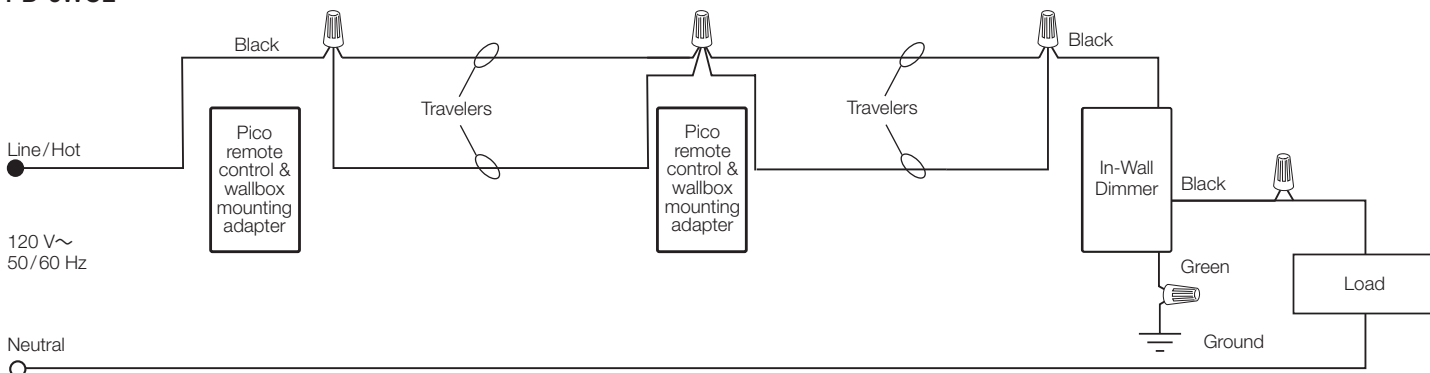 Black
Black
Travelers
Travelers
Line/Hot
Pico
remote
control &
wallbox
mounting
adapter
Pico
remote
control &
wallbox
mounting
adapter
In-Wall
Dimmer
Black
120 V~
50/60 Hz
Green
Load
Neutral
Ground